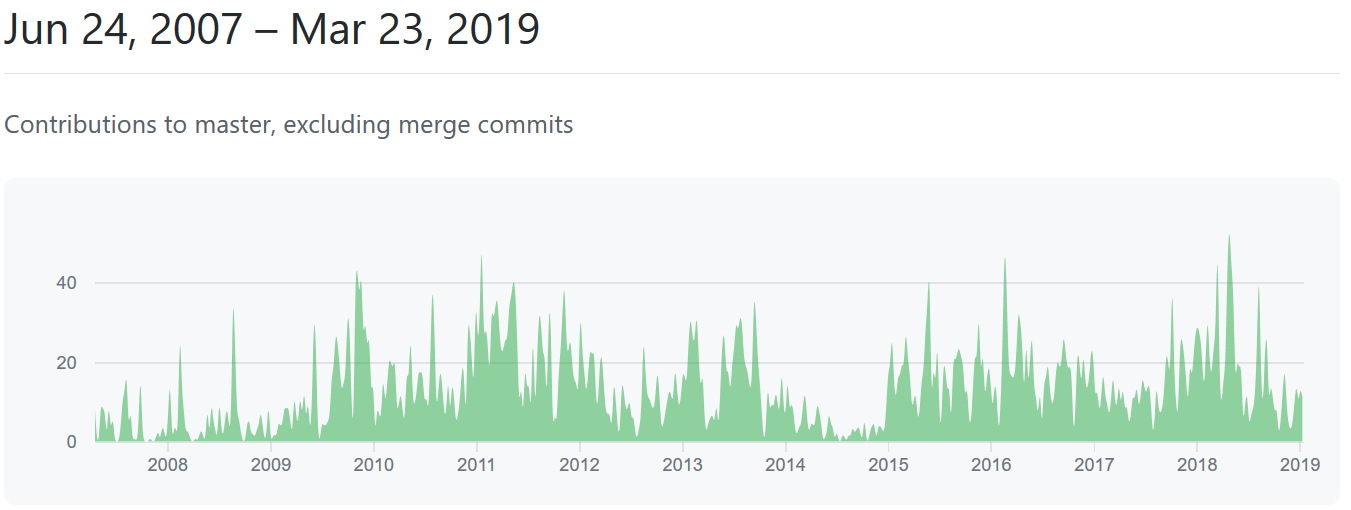 Jun 24, 2007 – Mar 23, 2019
Contributions to master, excluding merge commits
40
20
0
2008 2009 2010 2011 2012 2013 2014 2015 2016 2017 2018 2019